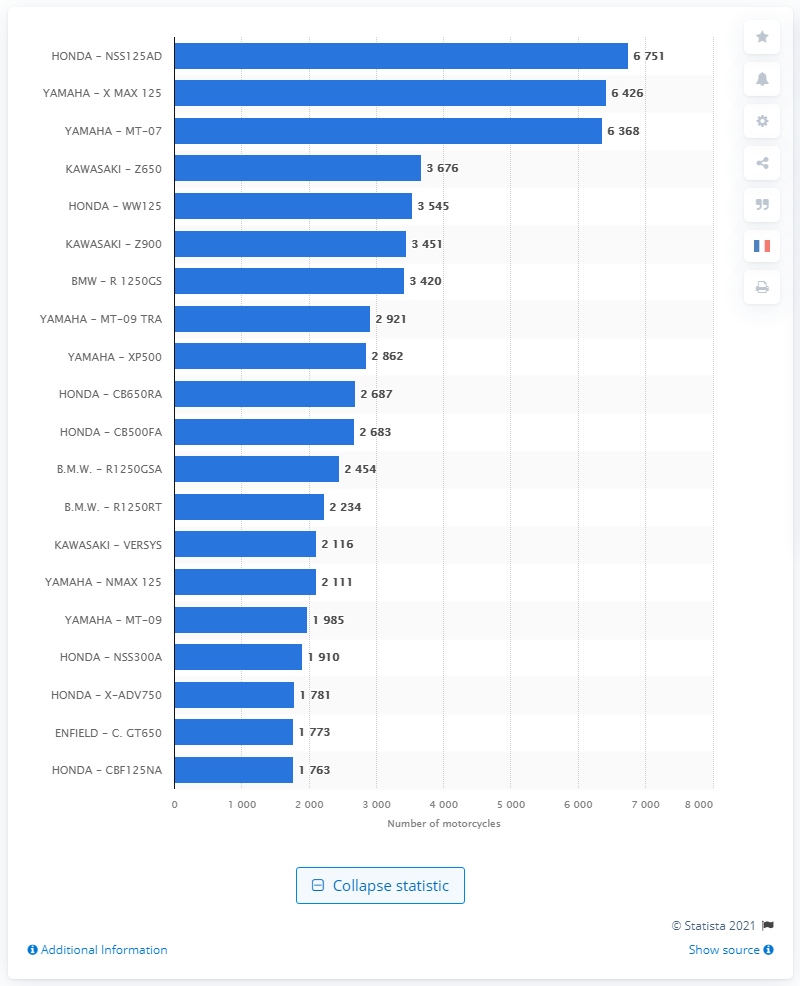 HONDA - NSS125AD 6 751
YAMAHA - X MAX 125 6 426
YAMAHA - MT-07 6 368
KAWASAKI - Z650 3 676
HONDA - WW125 3 545
KAWASAKI - Z900 3 451
BMW - R 1250GS 3 420
YAMAHA - MT-09 TRA 2 921
YAMAHA - XP500 2 862
HONDA - CB650RA 2 687
HONDA - CB500FA 2 683
B.M.W. - R1250GSA 2 454
B.M.W. - R1250RT 2 234
KAWASAKI - VERSYS 2 116
YAMAHA - NMAX 125 2 111
YAMAHA - MT-09 1 985
HONDA - NSS300A 1 910
HONDA - X-ADV750 1 781
ENFIELD - C. GT650 1 773
HONDA - CBF125NA 1 763
0 1 000 2 000 3 000 4 000 5 000 6 000 7 000 8 000
Number of motorcycles
Collapse statistic
© Statista 2021
Additional Information Show source